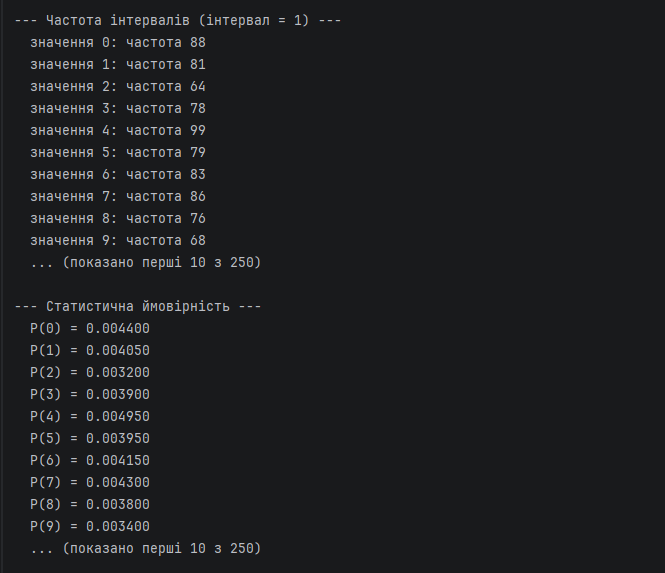 --- Частота інтервалів (інтервал = 1) ---
значення 0: частота 88
значення 1: частота 81
значення 2: частота 64
значення 3: частота 78
значення 4: частота 99
значення 5: частота 79
значення 6: частота 83
значення 7: частота 86
значення 8: частота 76
значення 9: частота 68
... (показано перші 10 з 250)
--- Статистична ймовірність ---
P(0) = 0.004400
P(1) = 0.004050
P(2) = 0.003200
P(3) = 0.003900
P(4) = 0.004950
P(5) = 0.003950
P(6) = 0.004150
P(7) = 0.004300
P(8) = 0.003800
P(9) = 0.003400
... (показано перші 10 з 250)